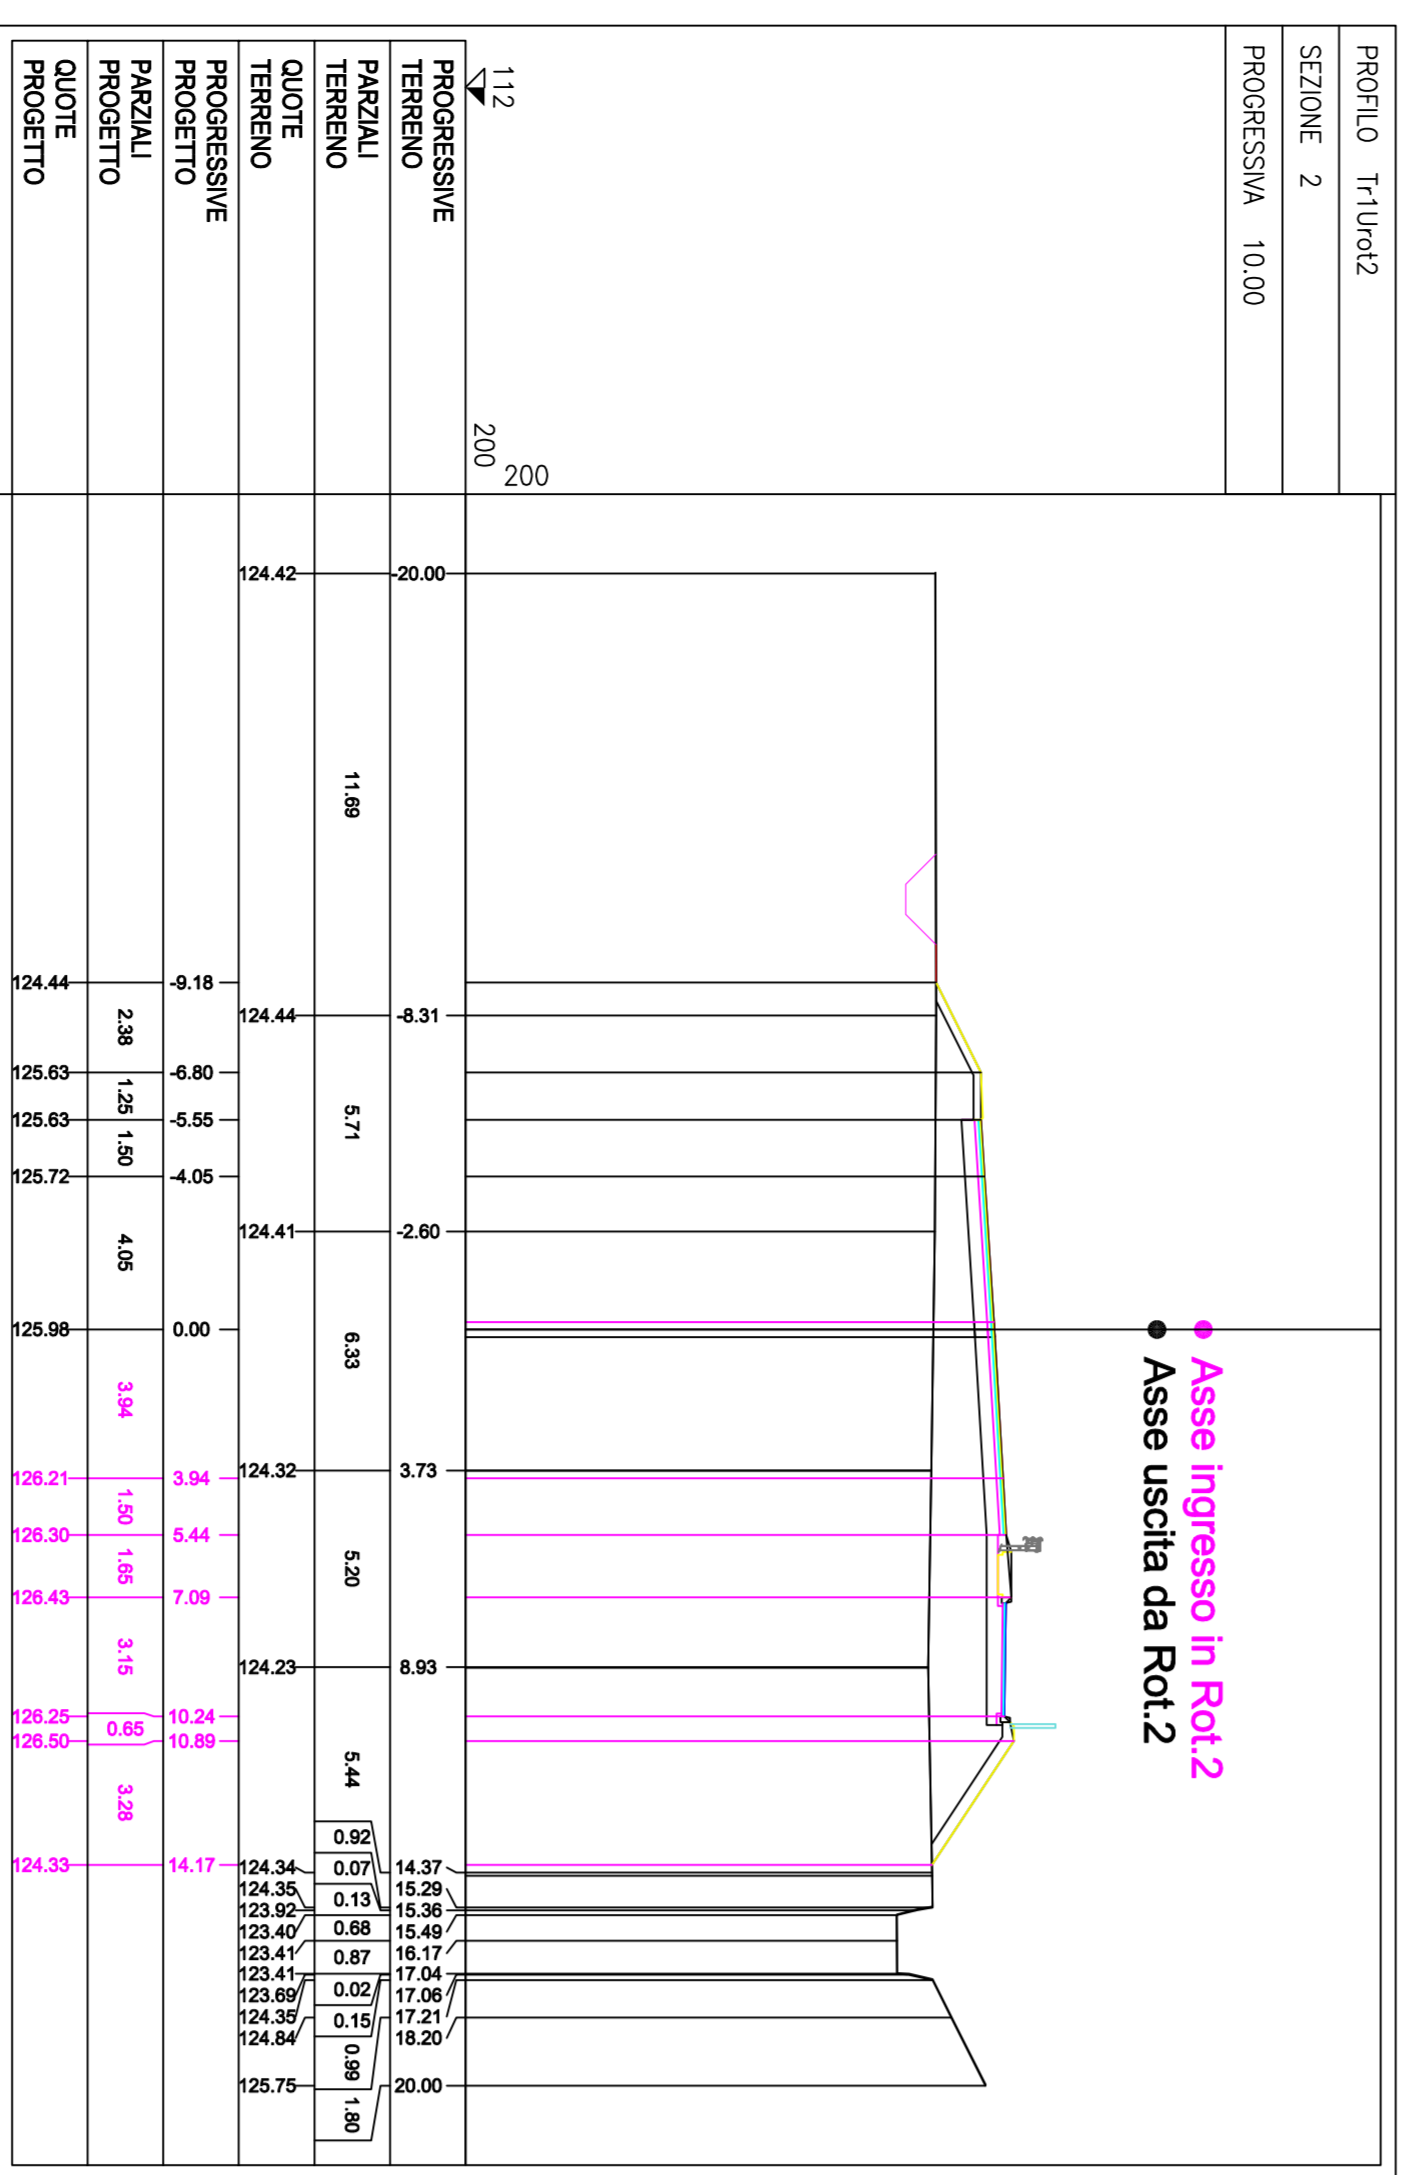 PROFILO Tr1Urot2
SEZIONE 2
PROGRESSIVA 10.00
Asse ingresso in Rot.2
Asse uscita da Rot.2
200
200
112
PROGRESSIVE TERRENO
-20.00 -8.31 -2.60 3.73 8.93 14.37 15.29 15.36 15.49 16.17 17.04 17.06 17.21 18.20 20.00
PARZIALI TERRENO
11.69 5.71 6.33 5.20 5.44 0.92 0.07 0.13 0.68 0.87 0.02 0.15 0.99 1.80
QUOTE TERRENO
124.42 124.44 124.41 124.32 124.23 124.34 124.35 123.92 123.40 123.41 123.41 123.69 124.35 124.84 125.75
PROGRESSIVE PROGETTO
-9.18 -6.80 -5.55 -4.05 0.00 3.94 5.44 7.09 10.24 10.89 14.17
PARZIALI PROGETTO
2.38 1.25 1.50 4.05 3.94 1.50 1.65 3.15 0.65 3.28
QUOTE PROGETTO
124.44 125.63 125.63 125.72 125.98 126.21 126.30 126.43 126.25 126.50 124.33